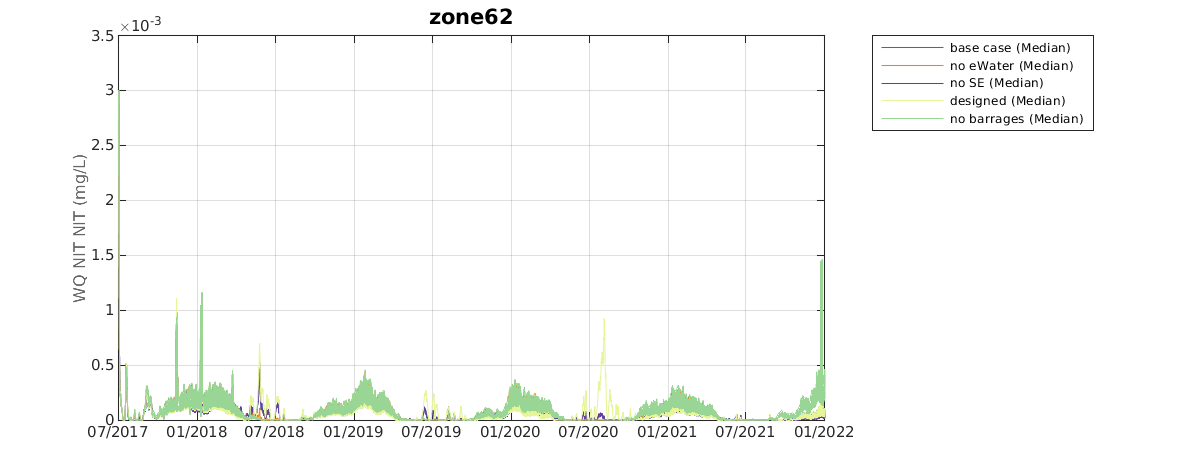 zone62
×10-3
3.5
3
2.5
2
1.5
1
0.5
0
WQ NIT NIT (mg/L)
07/2017 01/2018 07/2018 01/2019 07/2019 01/2020 07/2020 01/2021 07/2021 01/2022
base case (Median)
no eWater (Median)
no SE (Median)
designed (Median)
no barrages (Median)